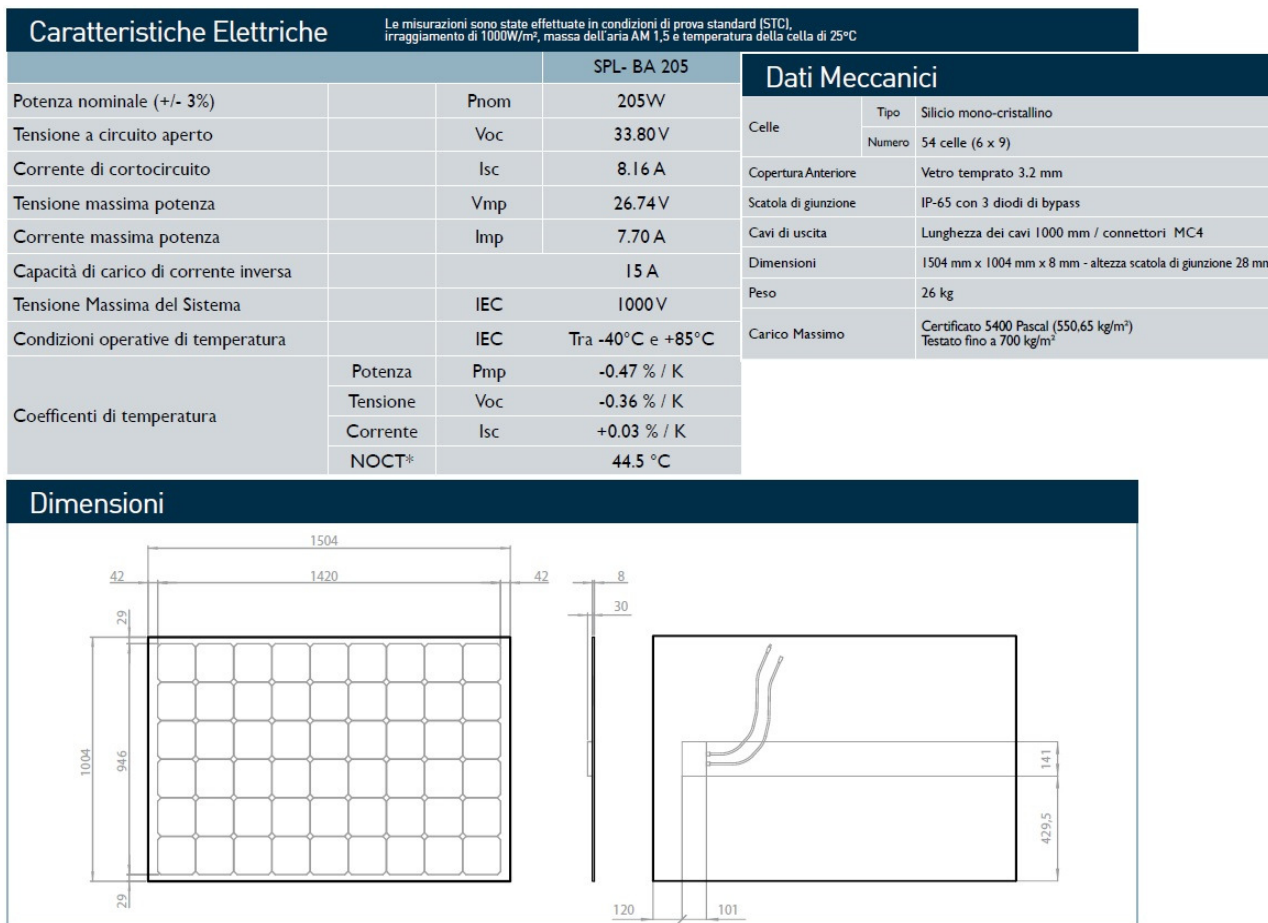 Caratteristiche Elettriche
Le misurazioni sono state effettuate in condizioni di prova standard (STC),
irraggiamento di 1000W/m², massa dell'aria AM 1,5 e temperatura della cella di 25°C
SPL- BA 205
Potenza nominale (+/- 3%) Pnom 205W
Tensione a circuito aperto Voc 33.80 V
Corrente di cortocircuito Isc 8.16 A
Tensione massima potenza Vmp 26.74 V
Corrente massima potenza Imp 7.70 A
Capacità di carico di corrente inversa 15 A
Tensione Massima del Sistema IEC 1000 V
Condizioni operative di temperatura IEC Tra -40°C e +85°C
Coefficenti di temperatura
Potenza Pmp -0.47 % / K
Tensione Voc -0.36 % / K
Corrente Isc +0.03 % / K
NOCT* 44.5 °C
Dati Meccanici
Celle
Tipo Silicio mono-cristallino
Numero 54 celle (6 x 9)
Copertura Anteriore Vetro temprato 3.2 mm
Scatola di giunzione IP-65 con 3 diodi di bypass
Cavi di uscita Lunghezza dei cavi 1000 mm / connettori MC4
Dimensioni 1504 mm x 1004 mm x 8 mm - altezza scatola di giunzione 28 mm
Peso 26 kg
Carico Massimo
Certificato 5400 Pascal (550,65 kg/m²)
Testato fino a 700 kg/m²
Dimensioni
1504
42 1420 42
8
30
29
1004
946
29
141
429,5
120 101